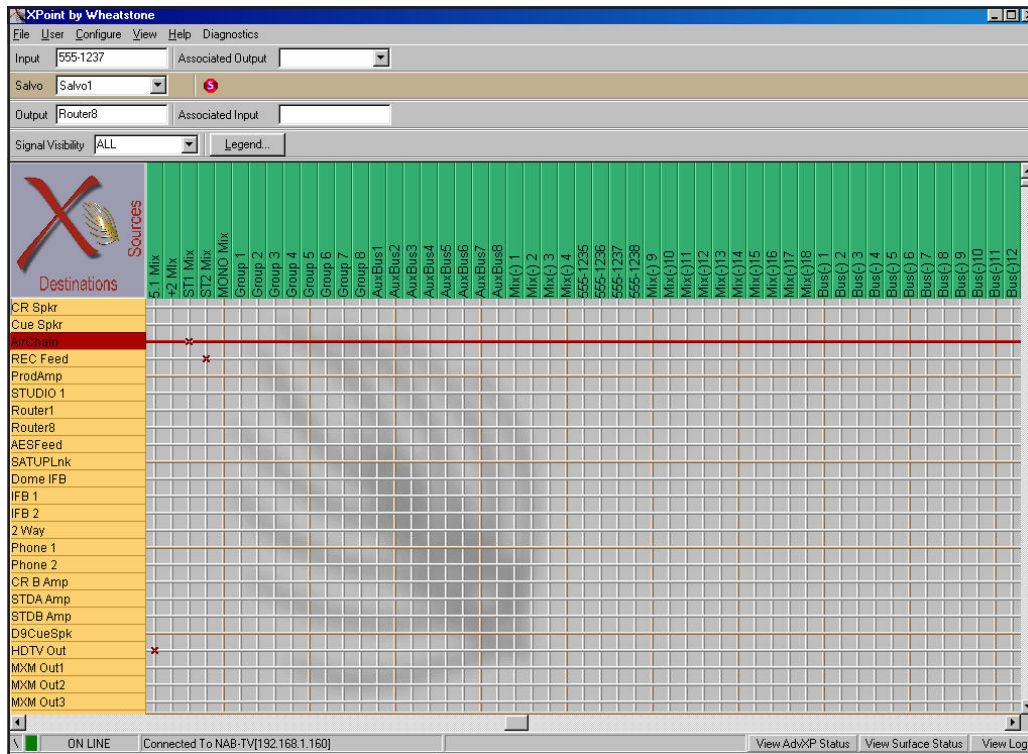 XPoint by Wheatstone
File User Configure View Help Diagnostics
Input 555-1237 Associated Output
Salvo Salvo1 S
Output Router8 Associated Input
Signal Visibility ALL Legend...
Sources
Destinations
5.1 MIx
+2 MIx
ST1 Mix
ST2 Mix
MONO Mix
Group 1
Group 2
Group 3
Group 4
Group 5
Group 6
Group 7
Group 8
AuxBus1
AuxBus2
AuxBus3
AuxBus4
AuxBus5
AuxBus6
AuxBus7
AuxBus8
Mix(-) 1
Mix(-) 2
Mix(-) 3
Mix(-) 4
555-1235
555-1236
555-1237
555-1238
Mix(-) 9
Mix(-)10
Mix(-)11
Mix(-)12
Mix(-)13
Mix(-)14
Mix(-)15
Mix(-)16
Mix(-)17
Mix(-)18
Bus(-) 1
Bus(-) 2
Bus(-) 3
Bus(-) 4
Bus(-) 5
Bus(-) 6
Bus(-) 7
Bus(-) 8
Bus(-) 9
Bus(-)10
Bus(-)11
Bus(-)12
CR Spkr
Cue Spkr
AirChain
REC Feed
ProdAmp
STUDIO 1
Router1
Router8
AESFeed
SATUPLnk
Dome IFB
IFB 1
IFB 2
2 Way
Phone 1
Phone 2
CR B Amp
STDA Amp
STDB Amp
D9CueSpk
HDTV Out
MXM Out1
MXM Out2
MXM Out3
\ ON LINE Connected To NAB-TV[192.168.1.160] View AdvXP Status View Surface Status View Log